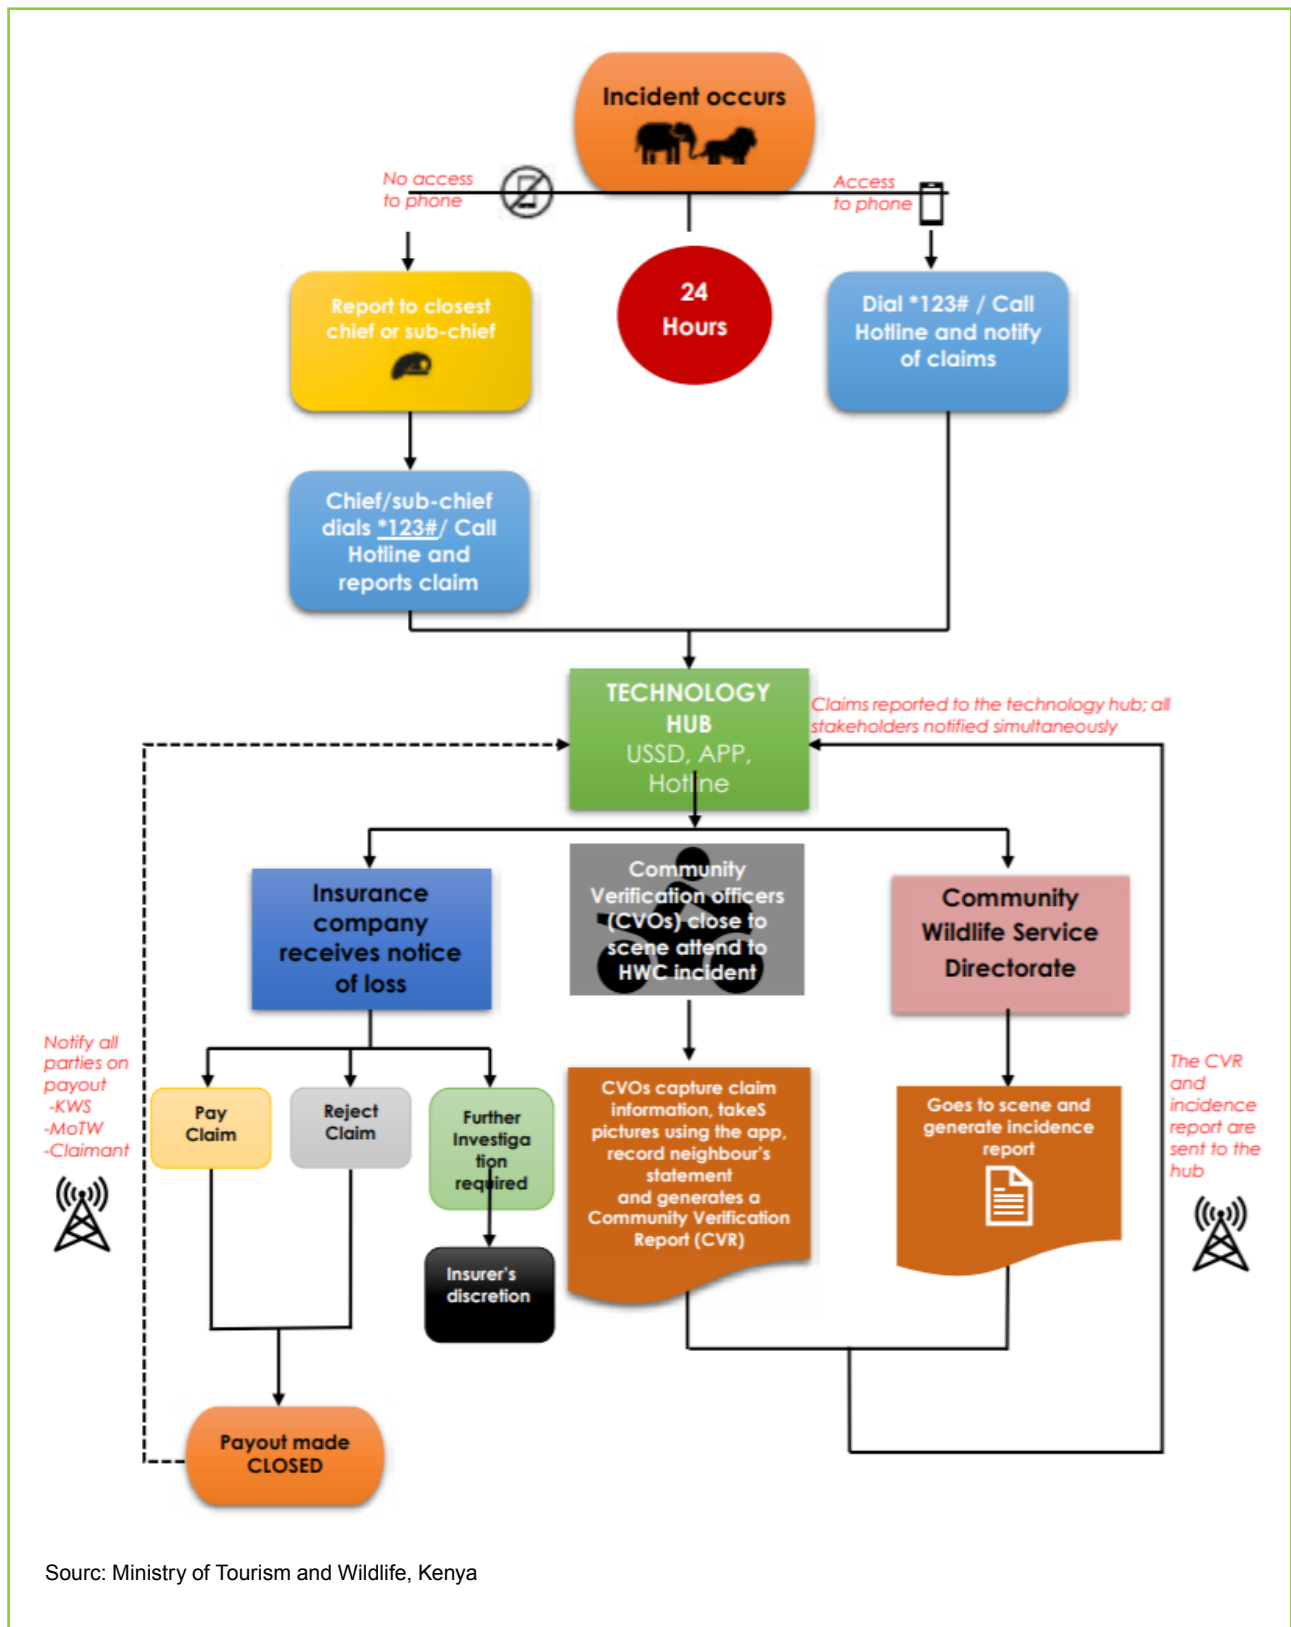 Incident occurs
No access
to phone
Access
to phone
24
Hours
Report to closest
chief or sub-chief
Dial *123# / Call
Hotline and notify
of claims
Chief/sub-chief
dials *123#/ Call
Hotline and
reports claim
TECHNOLOGY
HUB
USSD, APP,
Hotline
Claims reported to the technology hub; all
stakeholders notified simultaneously
Insurance
company
receives notice
of loss
Community
Verification officers
(CVOs) close to
scene attend to
HWC incident
Community
Wildlife Service
Directorate
Notify all
parties on
payout
-KWS
-MoTW
-Claimant
Pay
Claim
Reject
Claim
Further
Investiga
tion
required
Insurer's
discretion
CVOs capture claim
information, takeS
pictures using the app,
record neighbour's
statement
and generates a
Community Verification
Report (CVR)
Goes to scene and
generate incidence
report
The CVR
and
incidence
report are
sent to the
hub
Payout made
CLOSED
Sourc: Ministry of Tourism and Wildlife, Kenya